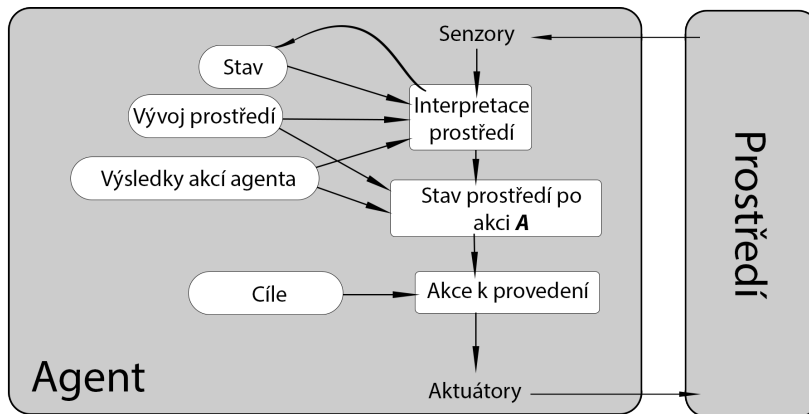 Senzory
Stav
Interpretace
prostředí
Vývoj prostředí
Výsledky akcí agenta
Stav prostředí po
akci A
Cíle
Akce k provedení
Aktuátory
Agent
Prostředí